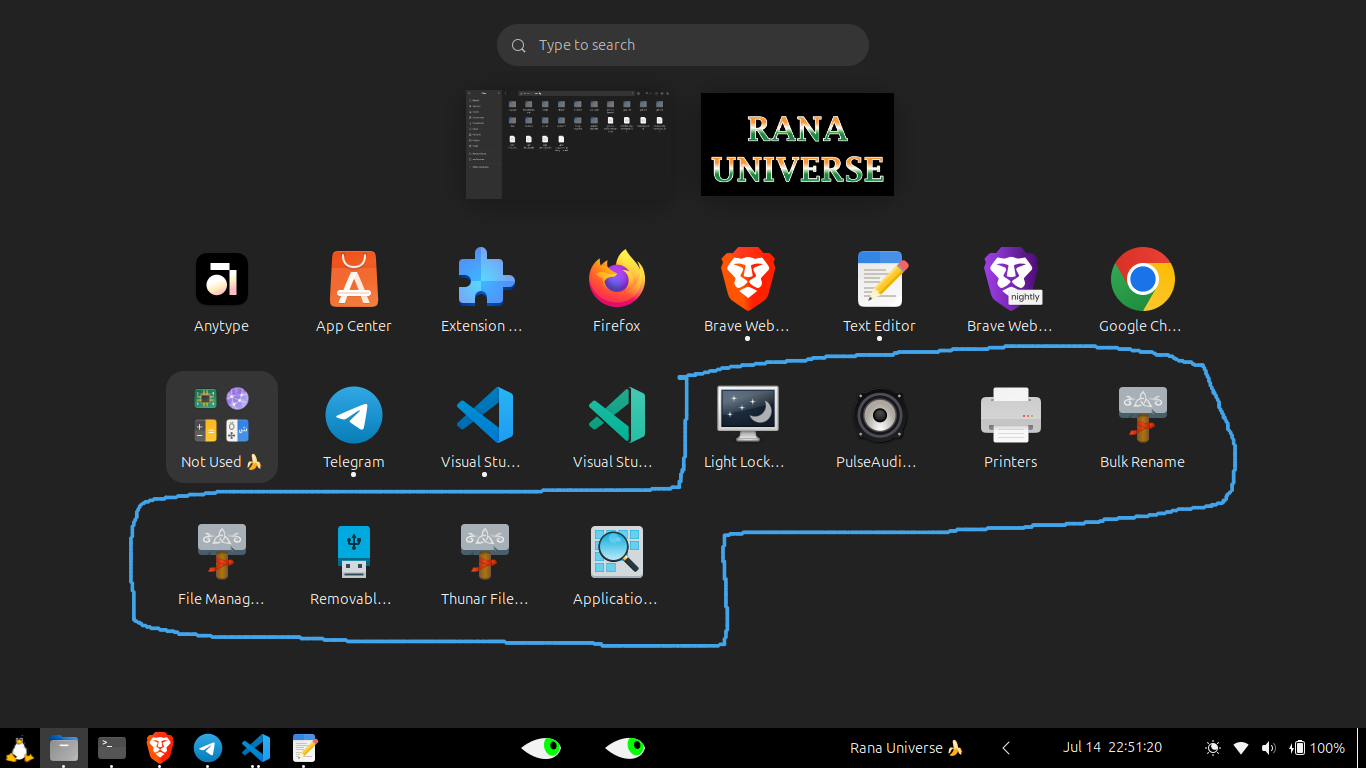 Type to search
RANA
UNIVERSE
Anytype
App Center
Extension ...
Firefox
Brave Web...
Text Editor
Brave Web...
Google Ch...
nightly
Not Used 🍌
Telegram
Visual Stu...
Visual Stu...
Light Lock...
PulseAudi...
Printers
Bulk Rename
File Manag...
Removabl...
Thunar File...
Applicatio...
Rana Universe 🍌
Jul 14 22:51:20
100%